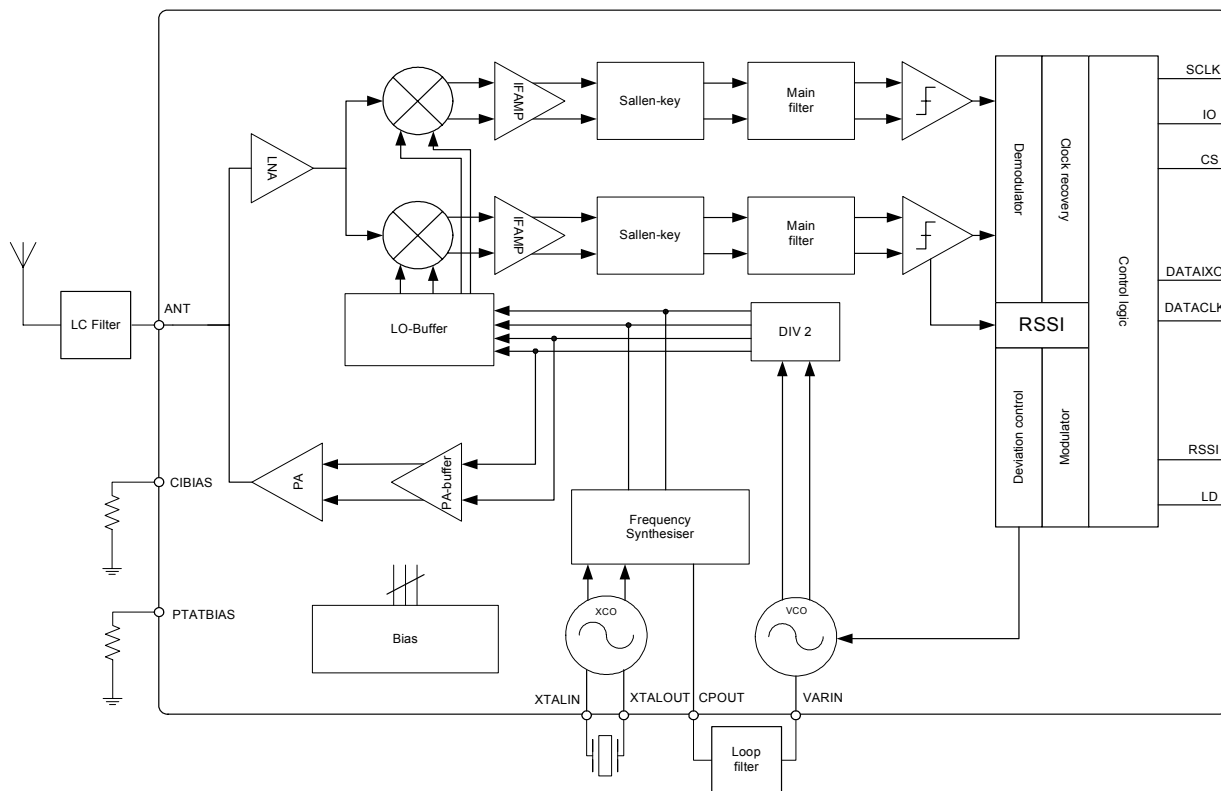 SCLK
IO
CS
DATAIXO
DATACLK
RSSI
LD
LNA
IFAMP
Sallen-key
Main
filter
IFAMP
Sallen-key
Main
filter
Demodulator
Clock recovery
Control logic
RSSI
Deviation control
Modulator
LC Filter
ANT
LO-Buffer
DIV 2
PA
PA-buffer
CIBIAS
Frequency
Synthesiser
PTATBIAS
Bias
XCO
VCO
XTALIN
XTALOUT
CPOUT
VARIN
Loop
filter